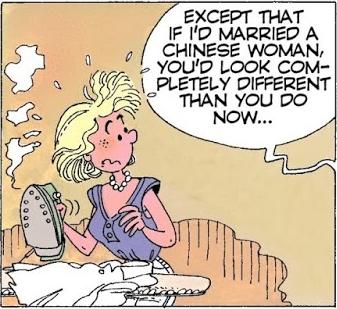 EXCEPT THAT
IF I'D MARRIED A
CHINESE WOMAN,
YOU'D LOOK COM-
PLETELY DIFFERENT
THAN YOU DO
NOW...